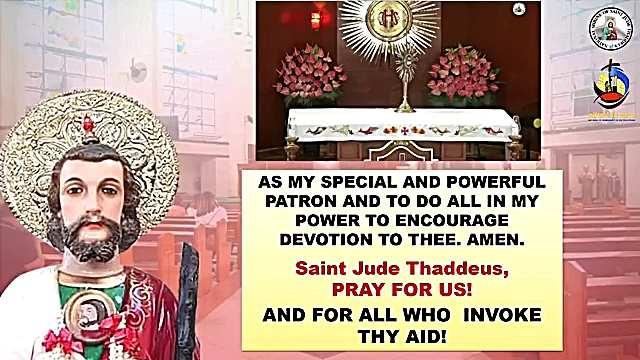 AS MY SPECIAL AND POWERFUL
PATRON AND TO DO ALL IN MY
POWER TO ENCOURAGE
DEVOTION TO THEE. AMEN.
Saint Jude Thaddeus,
PRAY FOR US!
AND FOR ALL WHO INVOKE
THY AID!